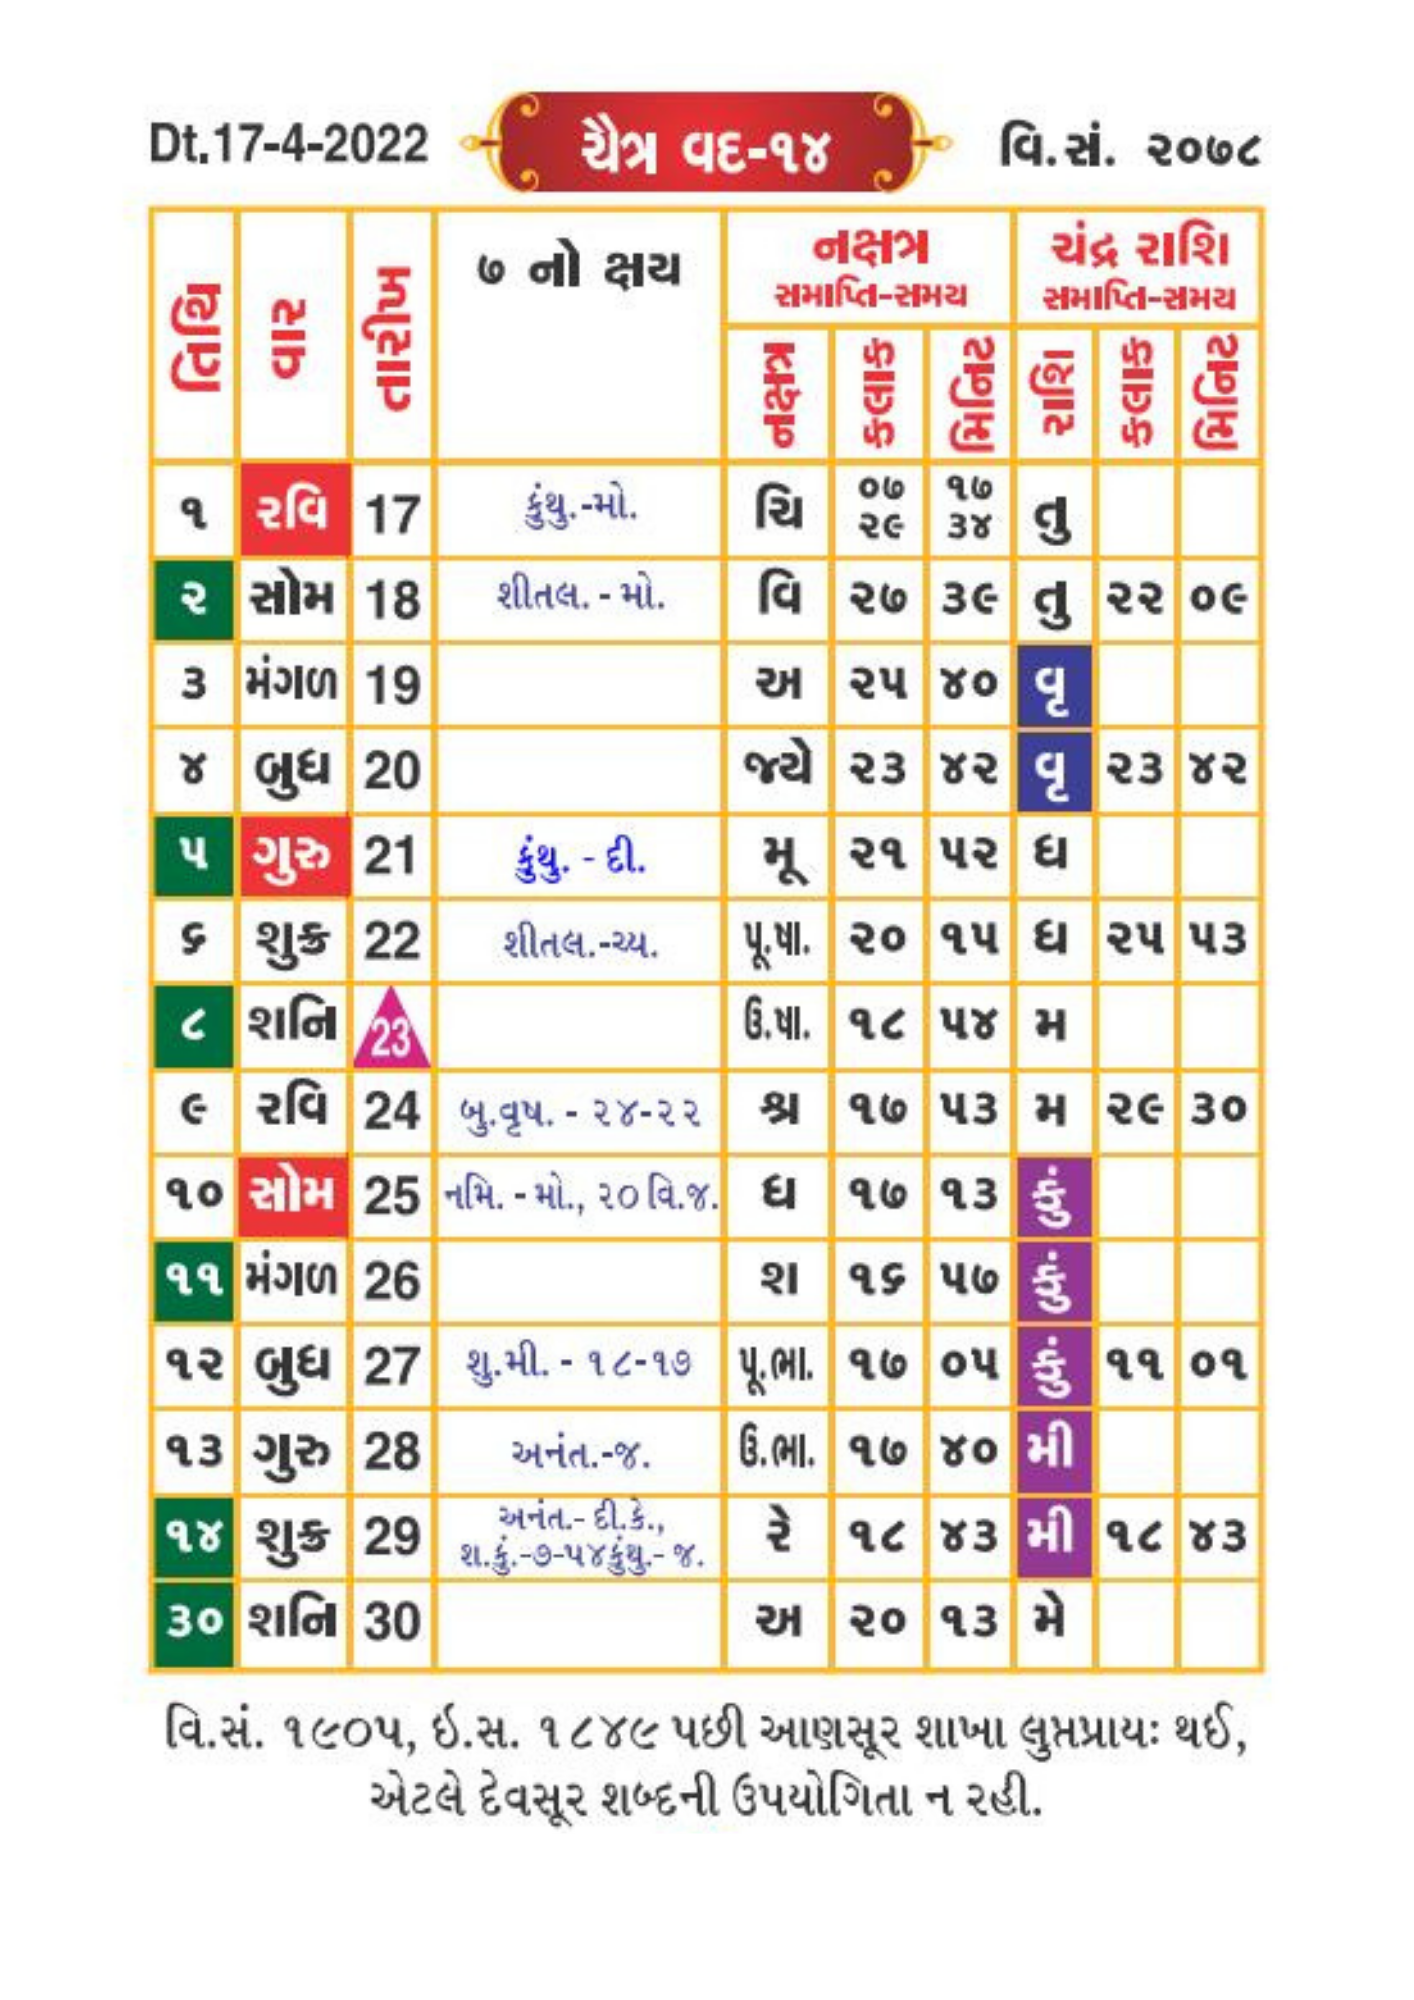 Dt.17-4-2022 ચૈત્ર વદ-૧૪ વિ.સં. ૨૦૭૮
તિથિ વાર તારીખ ૭ નો ક્ષય નક્ષત્ર સમાપ્તિ-સમય ચંદ્ર રાશિ સમાપ્તિ-સમય
નક્ષત્ર કલાક મિનિટ રાશિ કલાક મિનિટ
૧ રવિ 17 કુંથુ.-મો. ચિ ૦૭ ૧૭ તુ
૨૯ ૩૪
૨ સોમ 18 શીતલ. - મો. વિ ૨૭ ૩૯ તુ ૨૨ ૦૯
૩ મંગળ 19 અ ૨૫ ૪૦ વૃ
૪ બુધ 20 જ્યે ૨૩ ૪૨ વૃ ૨૩ ૪૨
૫ ગુરુ 21 કુંથુ. - દી. મૂ ૨૧ ૫૨ ધ
૬ શુક્ર 22 શીતલ.-ચ્ય. પૂ.ષા. ૨૦ ૧૫ ધ ૨૫ ૫૩
૮ શનિ 23 ઉ.ષા. ૧૮ ૫૪ મ
૯ રવિ 24 બુ.વૃષ. - ૨૪-૨૨ શ્ર ૧૭ ૫૩ મ ૨૯ ૩૦
૧૦ સોમ 25 નમિ. - મો., ૨૦ વિ.જ. ધ ૧૭ ૧૩ કું
૧૧ મંગળ 26 શ ૧૬ ૫૭ કું
૧૨ બુધ 27 શુ.મી. - ૧૮-૧૭ પૂ.ભા. ૧૭ ૦૫ કું ૧૧ ૦૧
૧૩ ગુરુ 28 અનંત.-જ. ઉ.ભા. ૧૭ ૪૦ મી
૧૪ શુક્ર 29 અનંત.- દી.કે., રે ૧૮ ૪૩ મી ૧૮ ૪૩
શ.કું.-૭-૫૪કુંથુ.- જ.
૩૦ શનિ 30 અ ૨૦ ૧૩ મે
વિ.સં. ૧૯૦૫, ઇ.સ. ૧૮૪૯ પછી આણસૂર શાખા લુપ્તપ્રાયઃ થઈ,
એટલે દેવસૂર શબ્દની ઉપયોગિતા ન રહી.